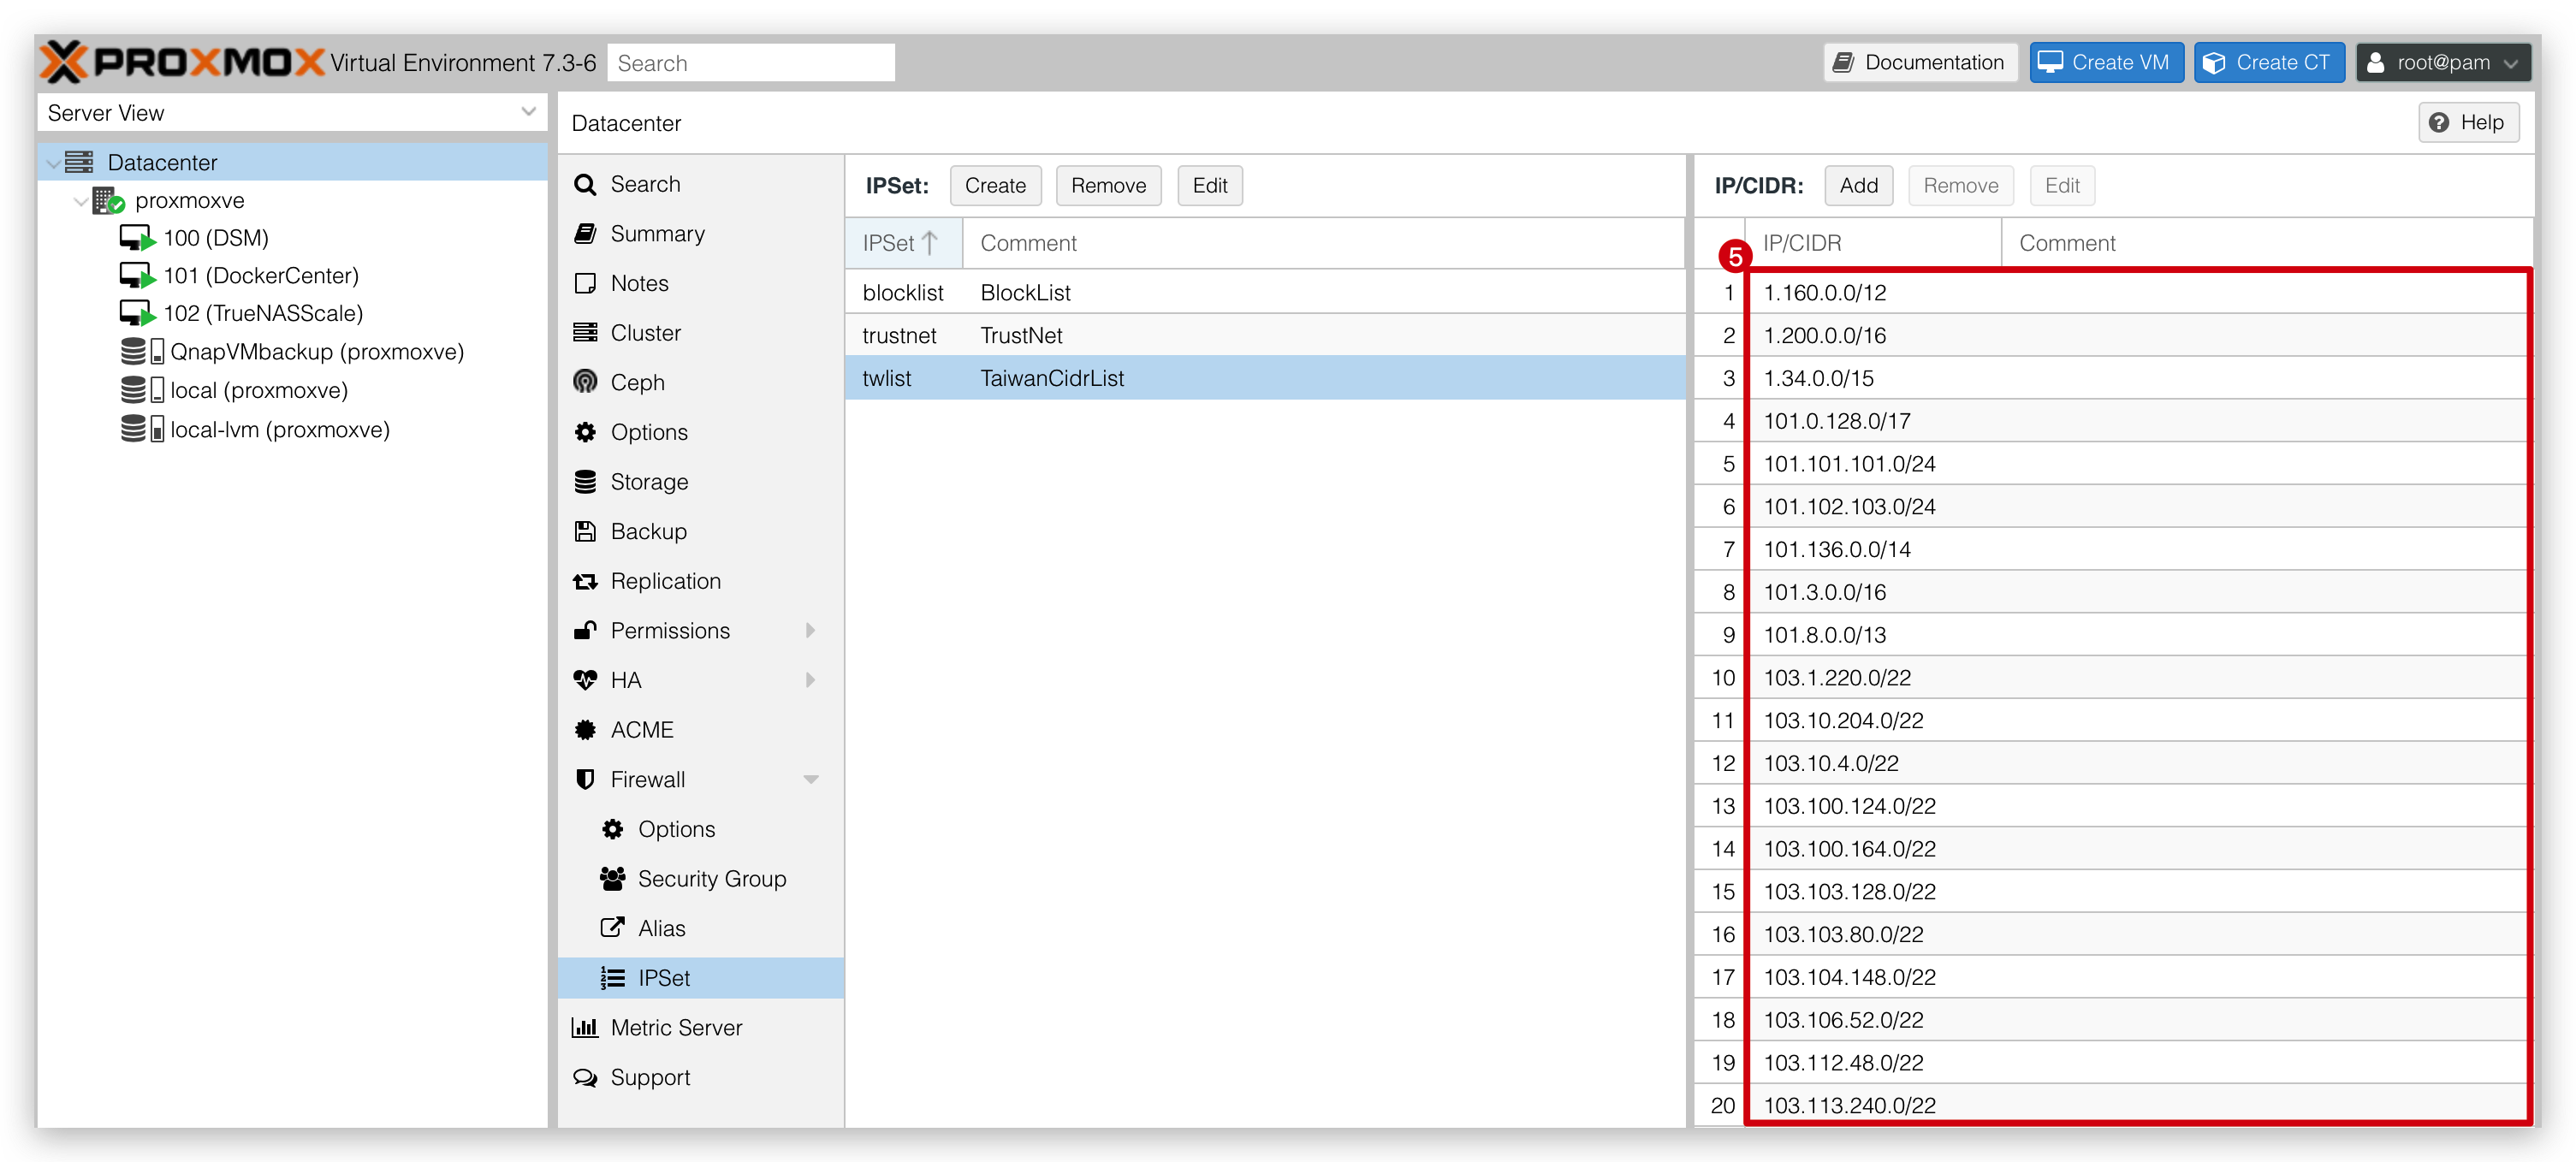 PROXMOX Virtual Environment 7.3-6 Search Documentation Create VM Create CT root@pam
Server View
Datacenter
proxmoxve
100 (DSM)
101 (DockerCenter)
102 (TrueNASScale)
QnapVMbackup (proxmoxve)
local (proxmoxve)
local-lvm (proxmoxve)
Datacenter Help
Search
Summary
Notes
Cluster
Ceph
Options
Storage
Backup
Replication
Permissions
HA
ACME
Firewall
Options
Security Group
Alias
IPSet
Metric Server
Support
IPSet: Create Remove Edit
IPSet Comment
blocklist BlockList
trustnet TrustNet
twlist TaiwanCidrList
IP/CIDR: Add Remove Edit
IP/CIDR Comment
5
1 1.160.0.0/12
2 1.200.0.0/16
3 1.34.0.0/15
4 101.0.128.0/17
5 101.101.101.0/24
6 101.102.103.0/24
7 101.136.0.0/14
8 101.3.0.0/16
9 101.8.0.0/13
10 103.1.220.0/22
11 103.10.204.0/22
12 103.10.4.0/22
13 103.100.124.0/22
14 103.100.164.0/22
15 103.103.128.0/22
16 103.103.80.0/22
17 103.104.148.0/22
18 103.106.52.0/22
19 103.112.48.0/22
20 103.113.240.0/22